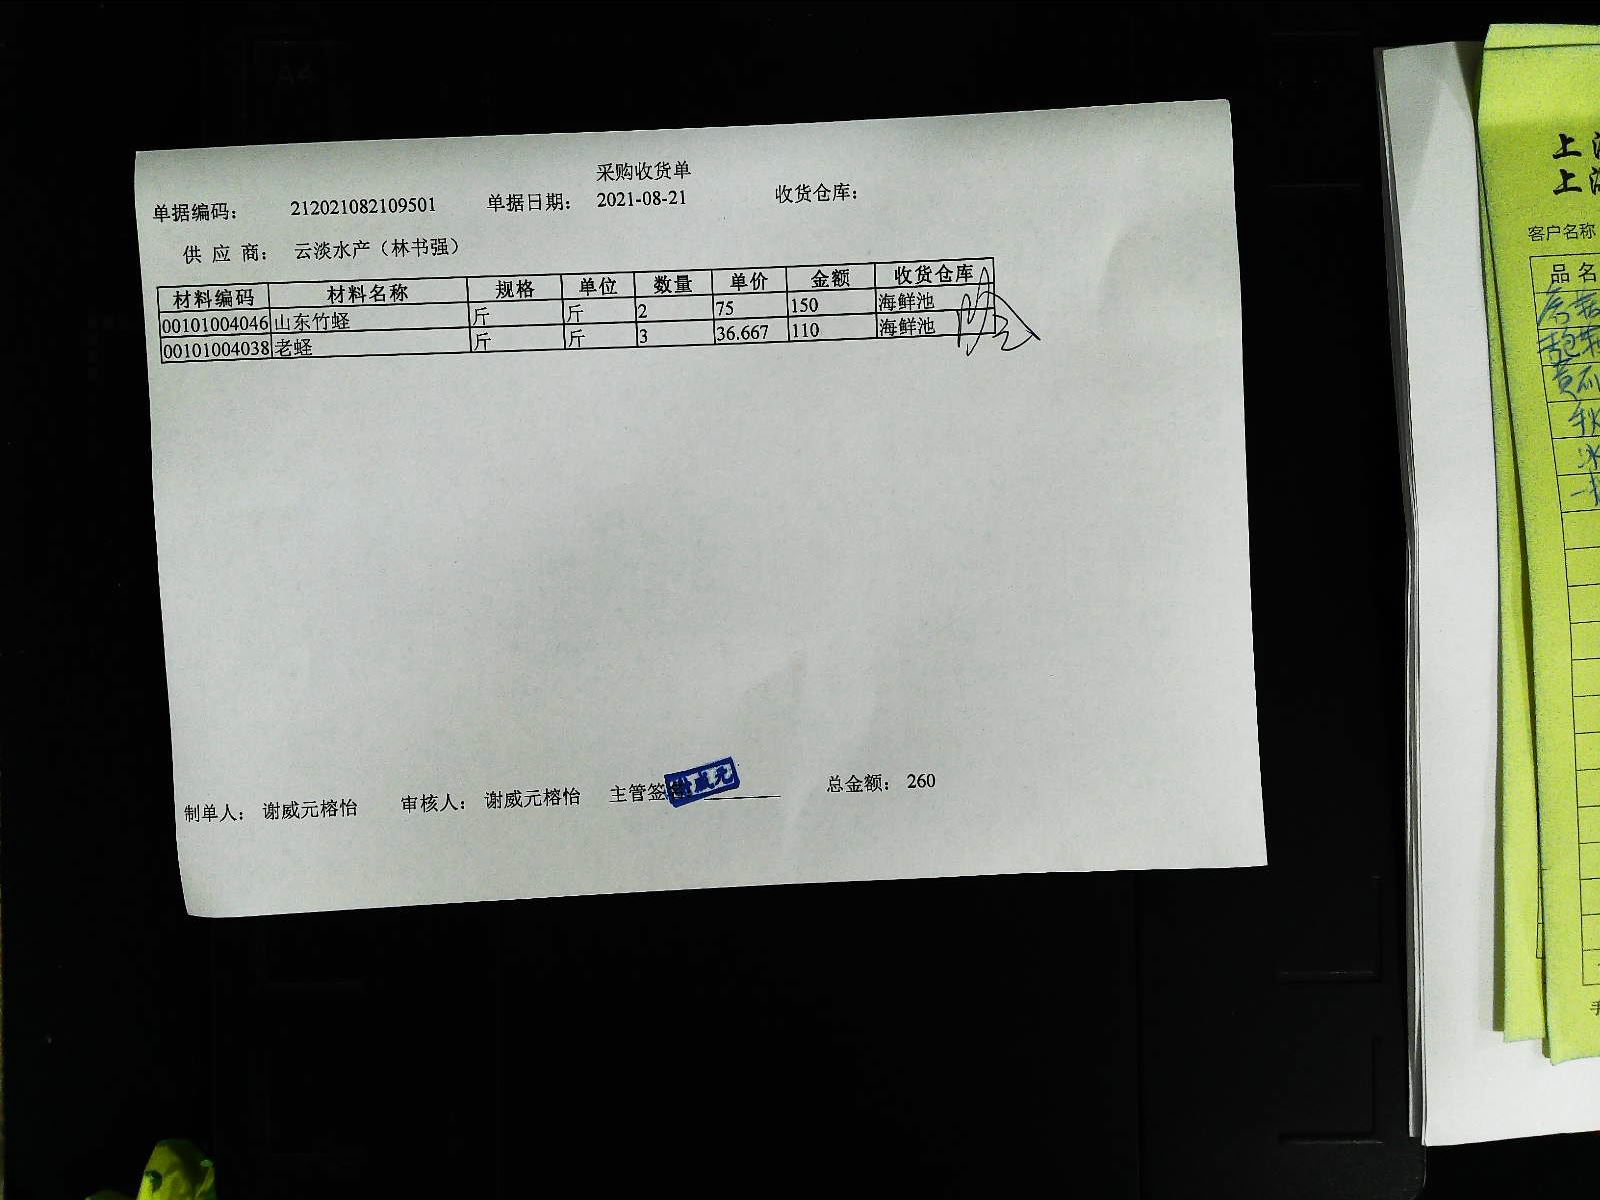 采购收货单
单据编码： 212021082109501 单据日期： 2021-08-21 收货仓库：
供 应 商： 云淡水产（林书强）
材料编码 材料名称 规格 单位 数量 单价 金额 收货仓库
00101004046 山东竹蛏 斤 斤 2 75 150 海鲜池
00101004038 老蛏 斤 斤 3 36.667 110 海鲜池
制单人： 谢威元榕怡 审核人： 谢威元榕怡 主管签 谢威元 总金额： 260
A4
上
上
客户名称
品 名